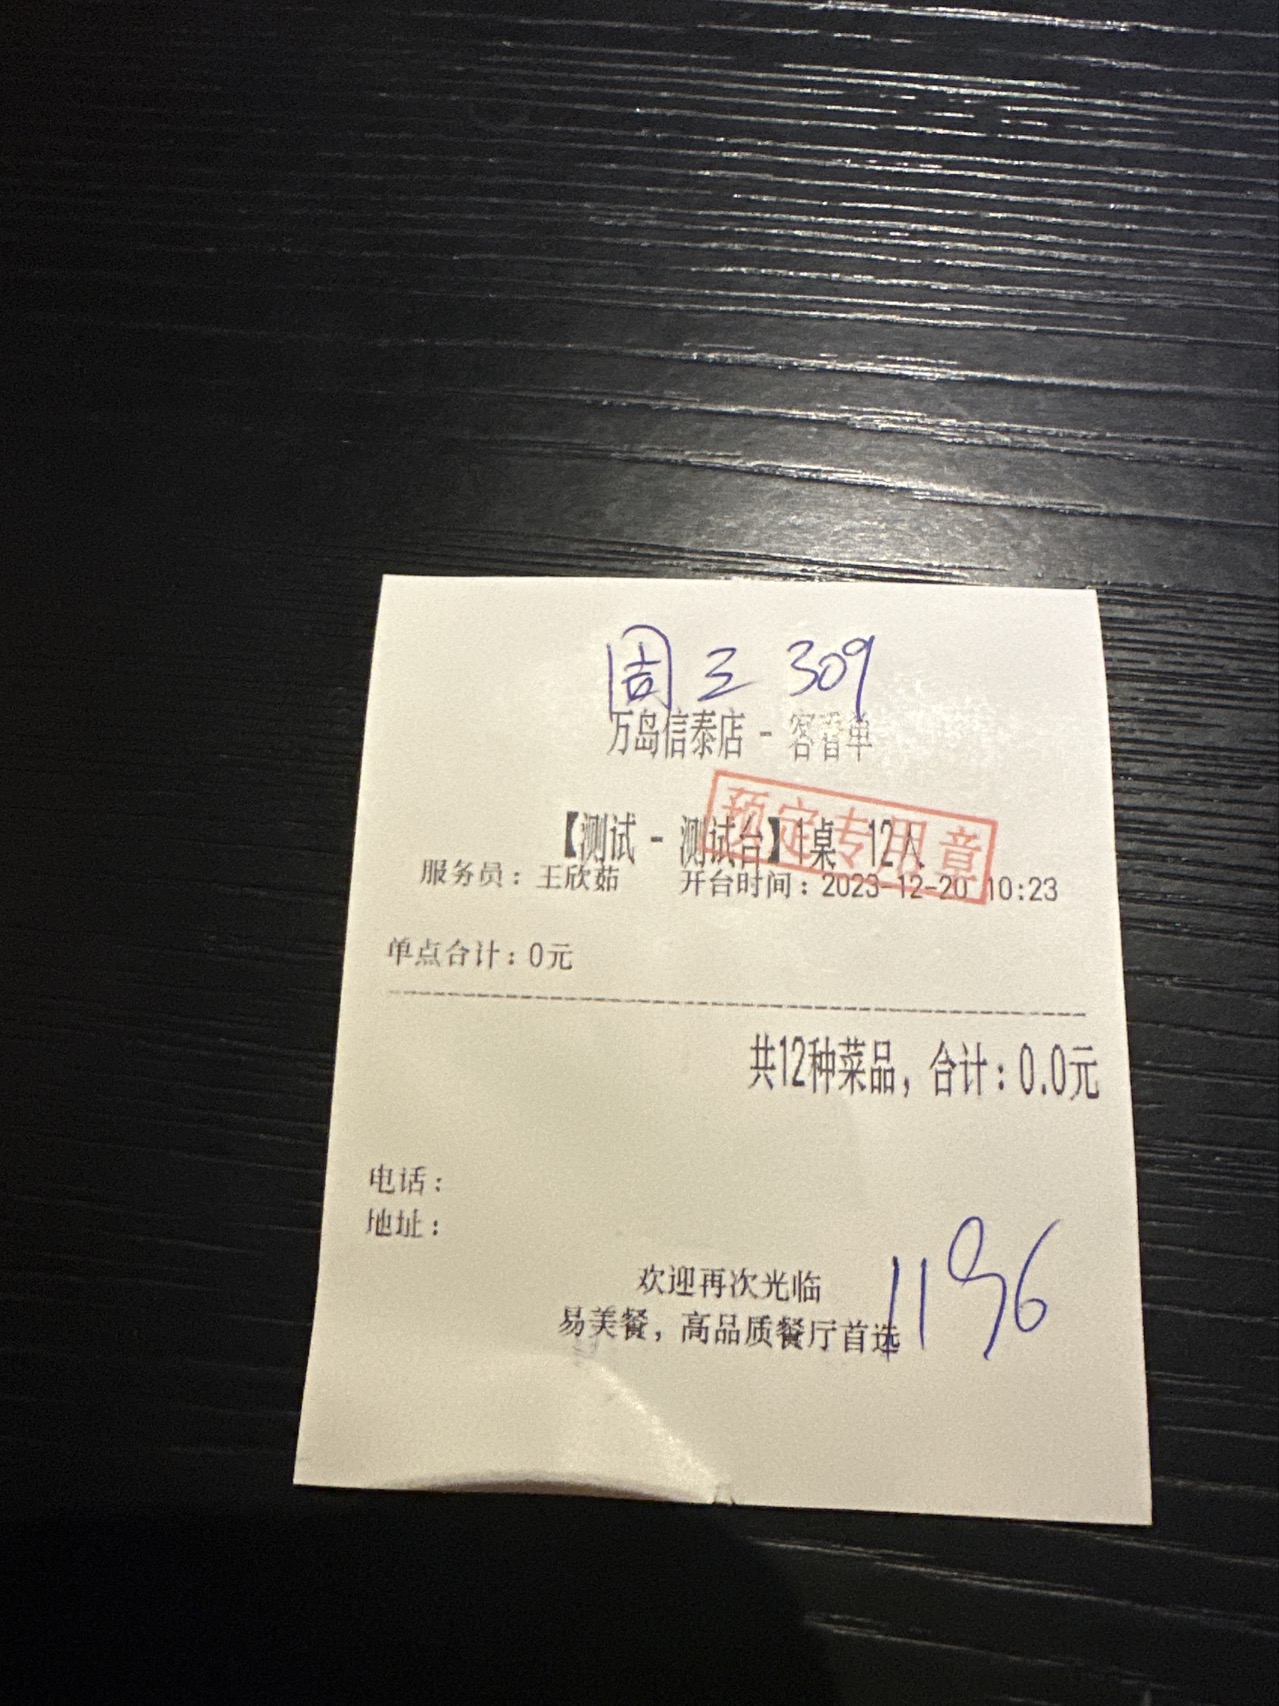 周三 309
万岛信泰店 - 客看单
预定专用章
【测试 - 测试台】1桌 12人
服务员：王欣茹 开台时间：2023-12-20 10:23
单点合计：0元
共12种菜品，合计：0.0元
电话：
地址：
欢迎再次光临
易美餐，高品质餐厅首选
1196